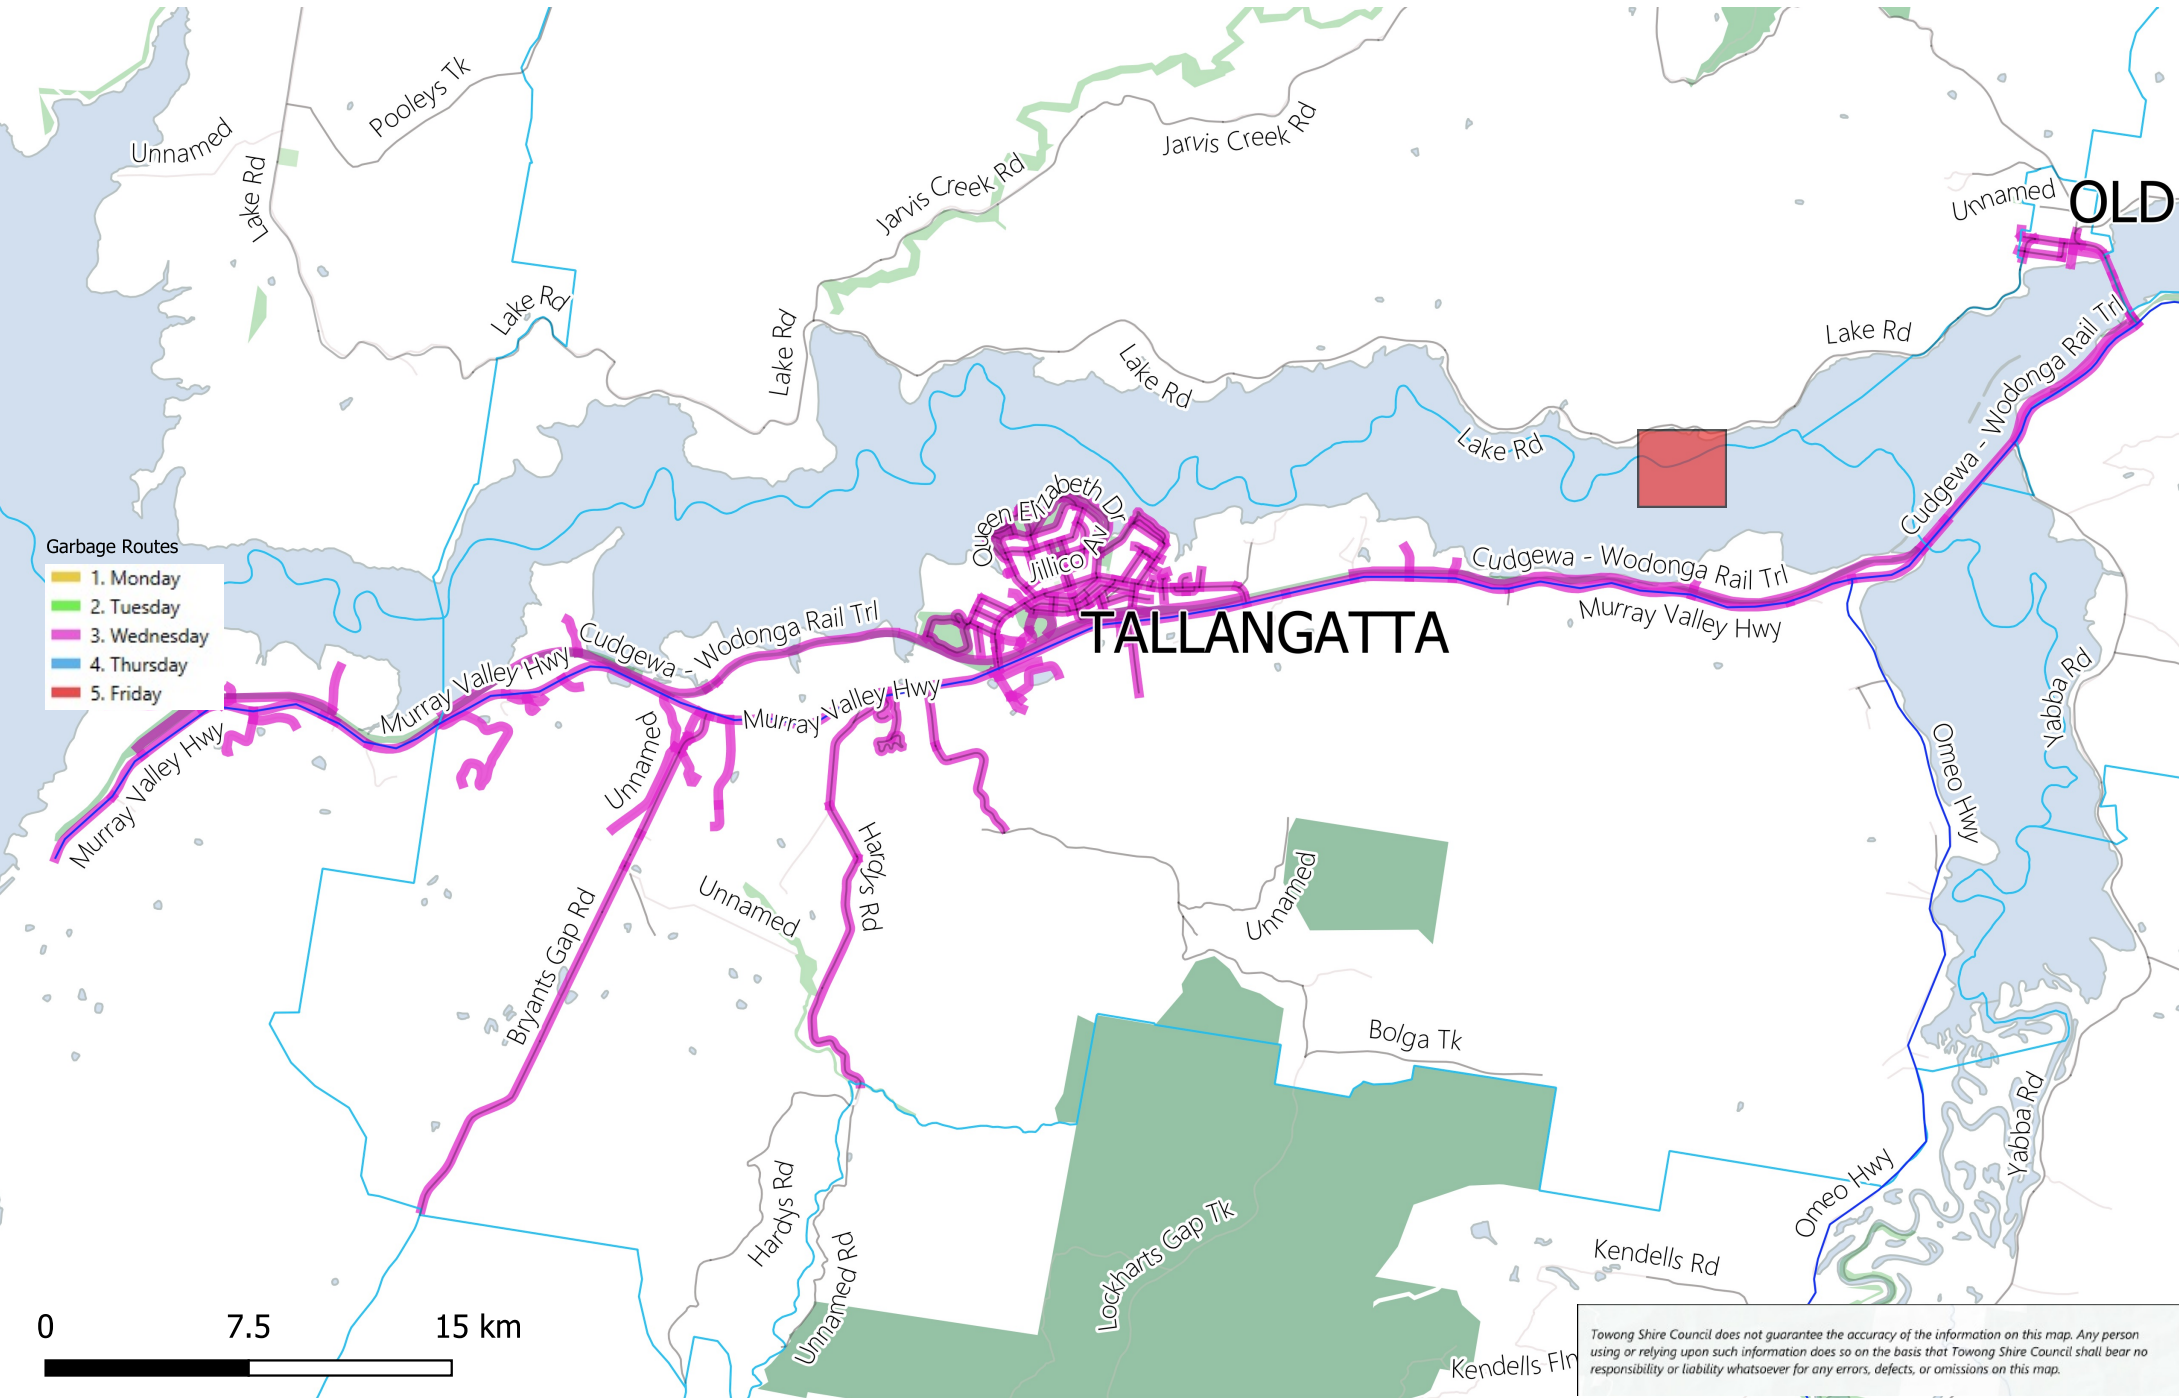 Pooleys Tk
Unnamed
Lake Rd
Jarvis Creek Rd
Jarvis Creek Rd
Unnamed
OLD
Lake Rd
Lake Rd
Lake Rd
Lake Rd
Lake Rd
Cudgewa - Wodonga Rail Trl
Queen Elizabeth Dr
Jillico Av
Cudgewa - Wodonga Rail Trl
Murray Valley Hwy
TALLANGATTA
Cudgewa - Wodonga Rail Trl
Murray Valley Hwy
Murray Valley Hwy
Murray Valley Hwy
Garbage Routes
1. Monday
2. Tuesday
3. Wednesday
4. Thursday
5. Friday
Unnamed
Yabba Rd
Omeo Hwy
Hardys Rd
Unnamed
Unnamed
Bryants Gap Rd
Bolga Tk
Yabba Rd
Omeo Hwy
Hardys Rd
Unnamed Rd
Lockharts Gap Tk
Kendells Rd
Kendells Fln
0 7.5 15 km
Towong Shire Council does not guarantee the accuracy of the information on this map. Any person
using or relying upon such information does so on the basis that Towong Shire Council shall bear no
responsibility or liability whatsoever for any errors, defects, or omissions on this map.